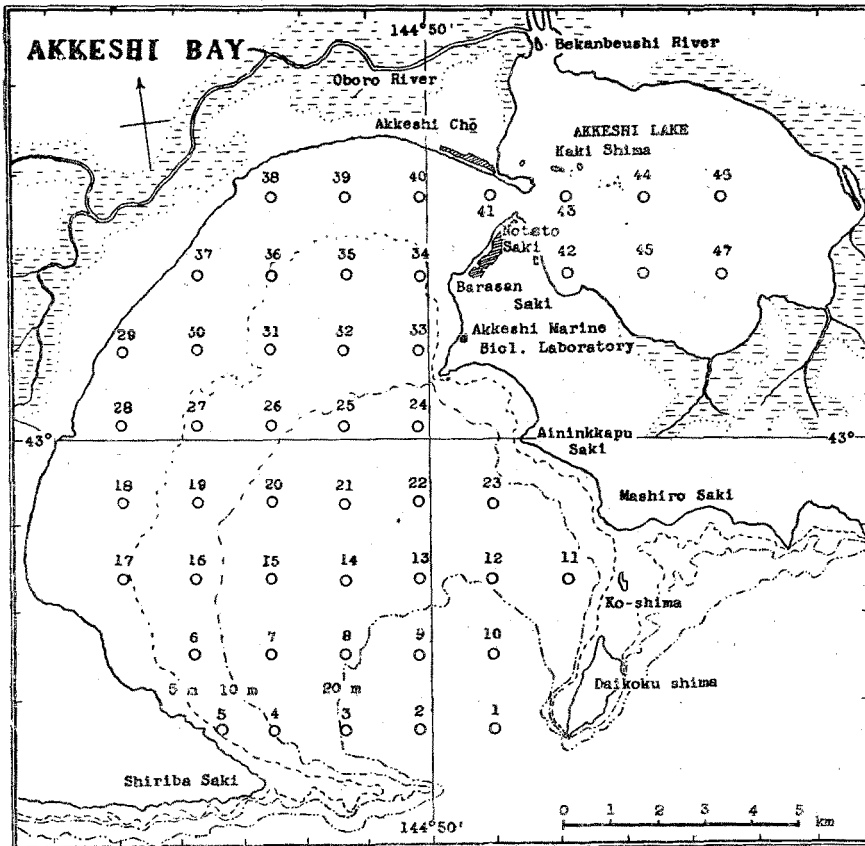 144°50'
Bekanbeushi River
AKKESHI BAY
Oboro River
Akkeshi Chō
AKKESHI LAKE
Kaki Shima
38 39 40 41 43 44 46
Noteto
Saki
37 36 35 34 42 45 47
Barasan
Saki
29 30 31 32 33
Akkeshi Marine
Biol. Laboratory
28 27 26 25 24
43° 43°
Aininkkapu
Saki
18 19 20 21 22 23
Mashiro Saki
17 16 15 14 13 12 11
Ko-shima
6 7 8 9 10
Daikoku shima
5 m 10 m 20 m
5 4 3 2 1
Shiriba Saki
0 1 2 3 4 5
km
144°50'